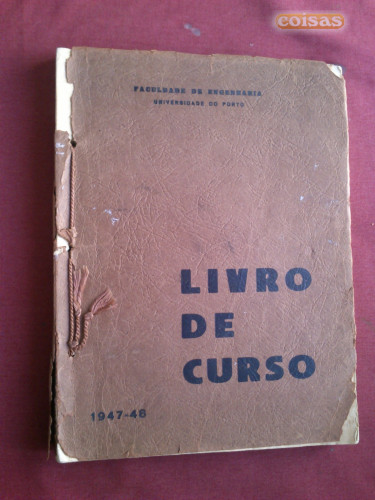 coisas
FACULDADE DE ENGENHARIA
UNIVERSIDADE DO PORTO
LIVRO
DE
CURSO
1947-48